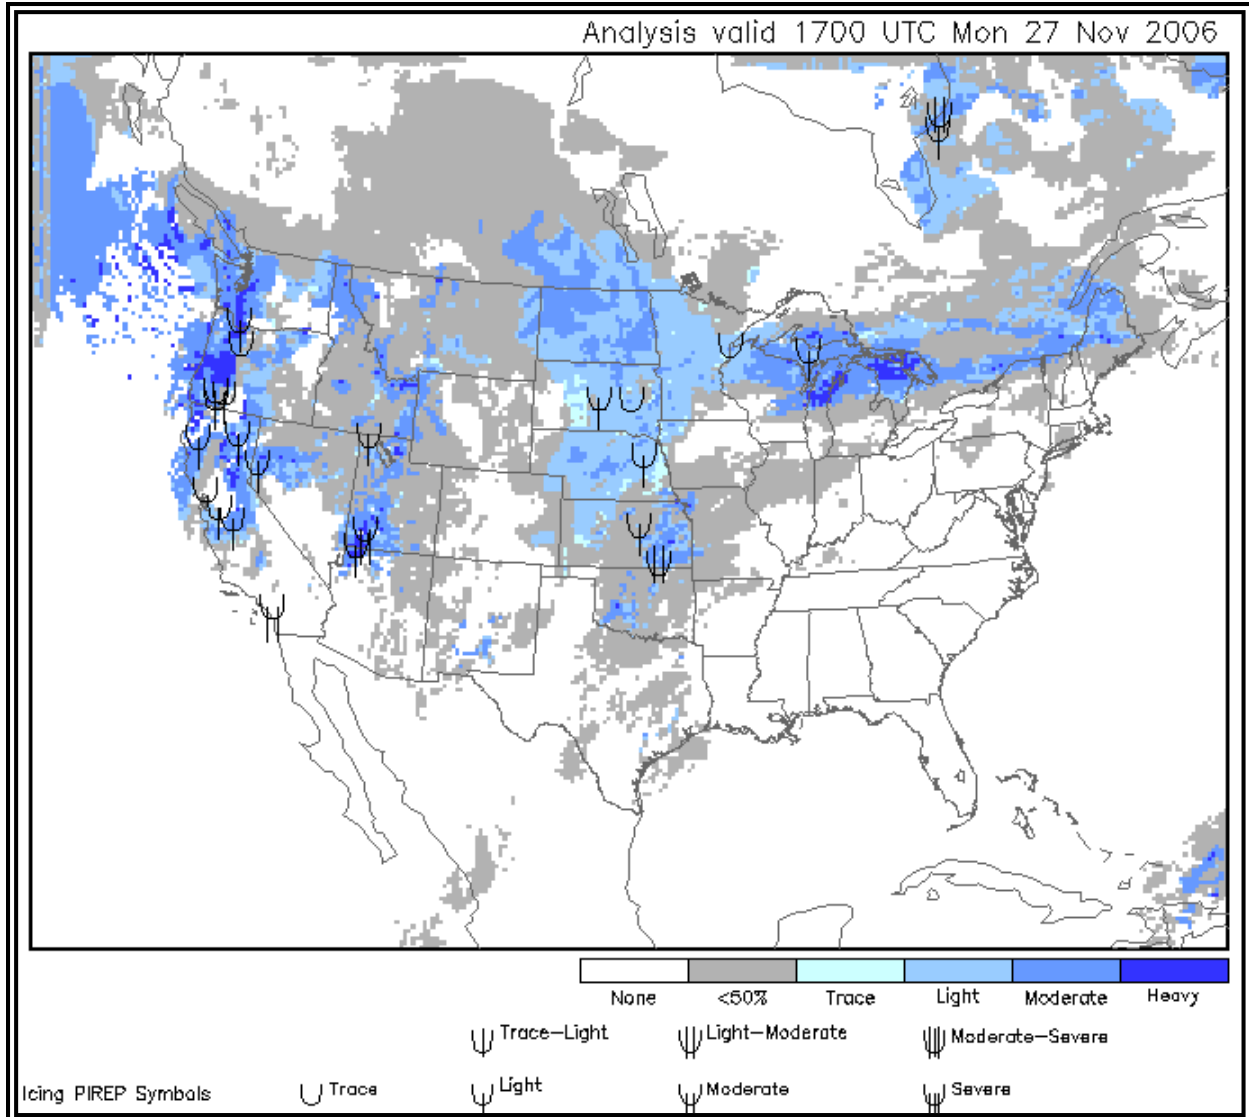 Analysis valid 1700 UTC Mon 27 Nov 2006
None <50% Trace Light Moderate Heavy
Trace-Light Light-Moderate Moderate-Severe
Icing PIREP Symbols Trace Light Moderate Severe